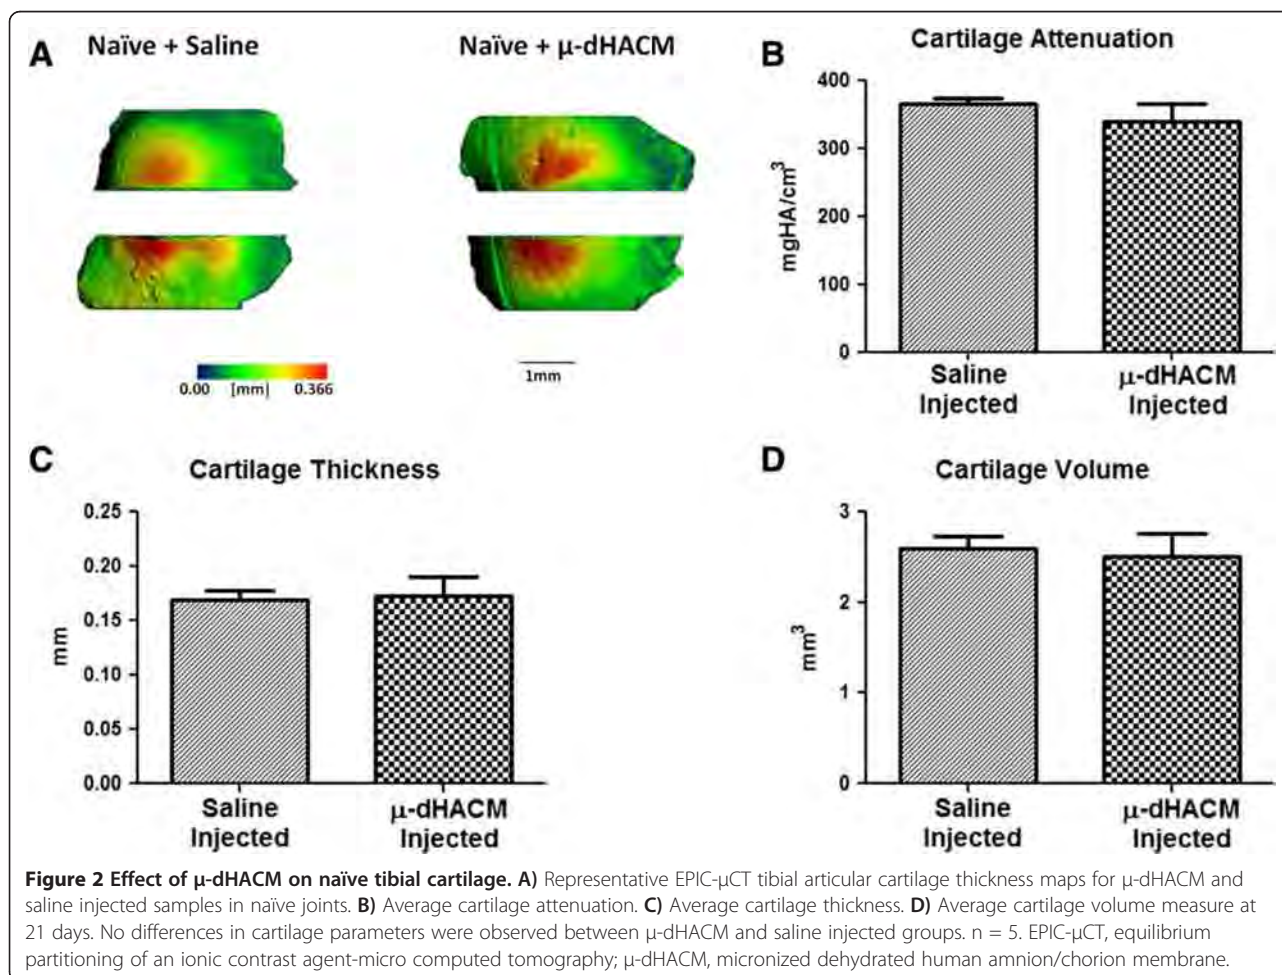 A
Naïve + Saline
Naïve + μ-dHACM
0.00 [mm] 0.366
1mm
B
Cartilage Attenuation
mgHA/cm³
400
300
200
100
0
Saline
Injected
μ-dHACM
Injected
C
Cartilage Thickness
mm
0.25
0.20
0.15
0.10
0.05
0.00
Saline
Injected
μ-dHACM
Injected
D
Cartilage Volume
mm³
3
2
1
0
Saline
Injected
μ-dHACM
Injected
Figure 2 Effect of μ-dHACM on naïve tibial cartilage. A) Representative EPIC-μCT tibial articular cartilage thickness maps for μ-dHACM and
saline injected samples in naïve joints. B) Average cartilage attenuation. C) Average cartilage thickness. D) Average cartilage volume measure at
21 days. No differences in cartilage parameters were observed between μ-dHACM and saline injected groups. n = 5. EPIC-μCT, equilibrium
partitioning of an ionic contrast agent-micro computed tomography; μ-dHACM, micronized dehydrated human amnion/chorion membrane.